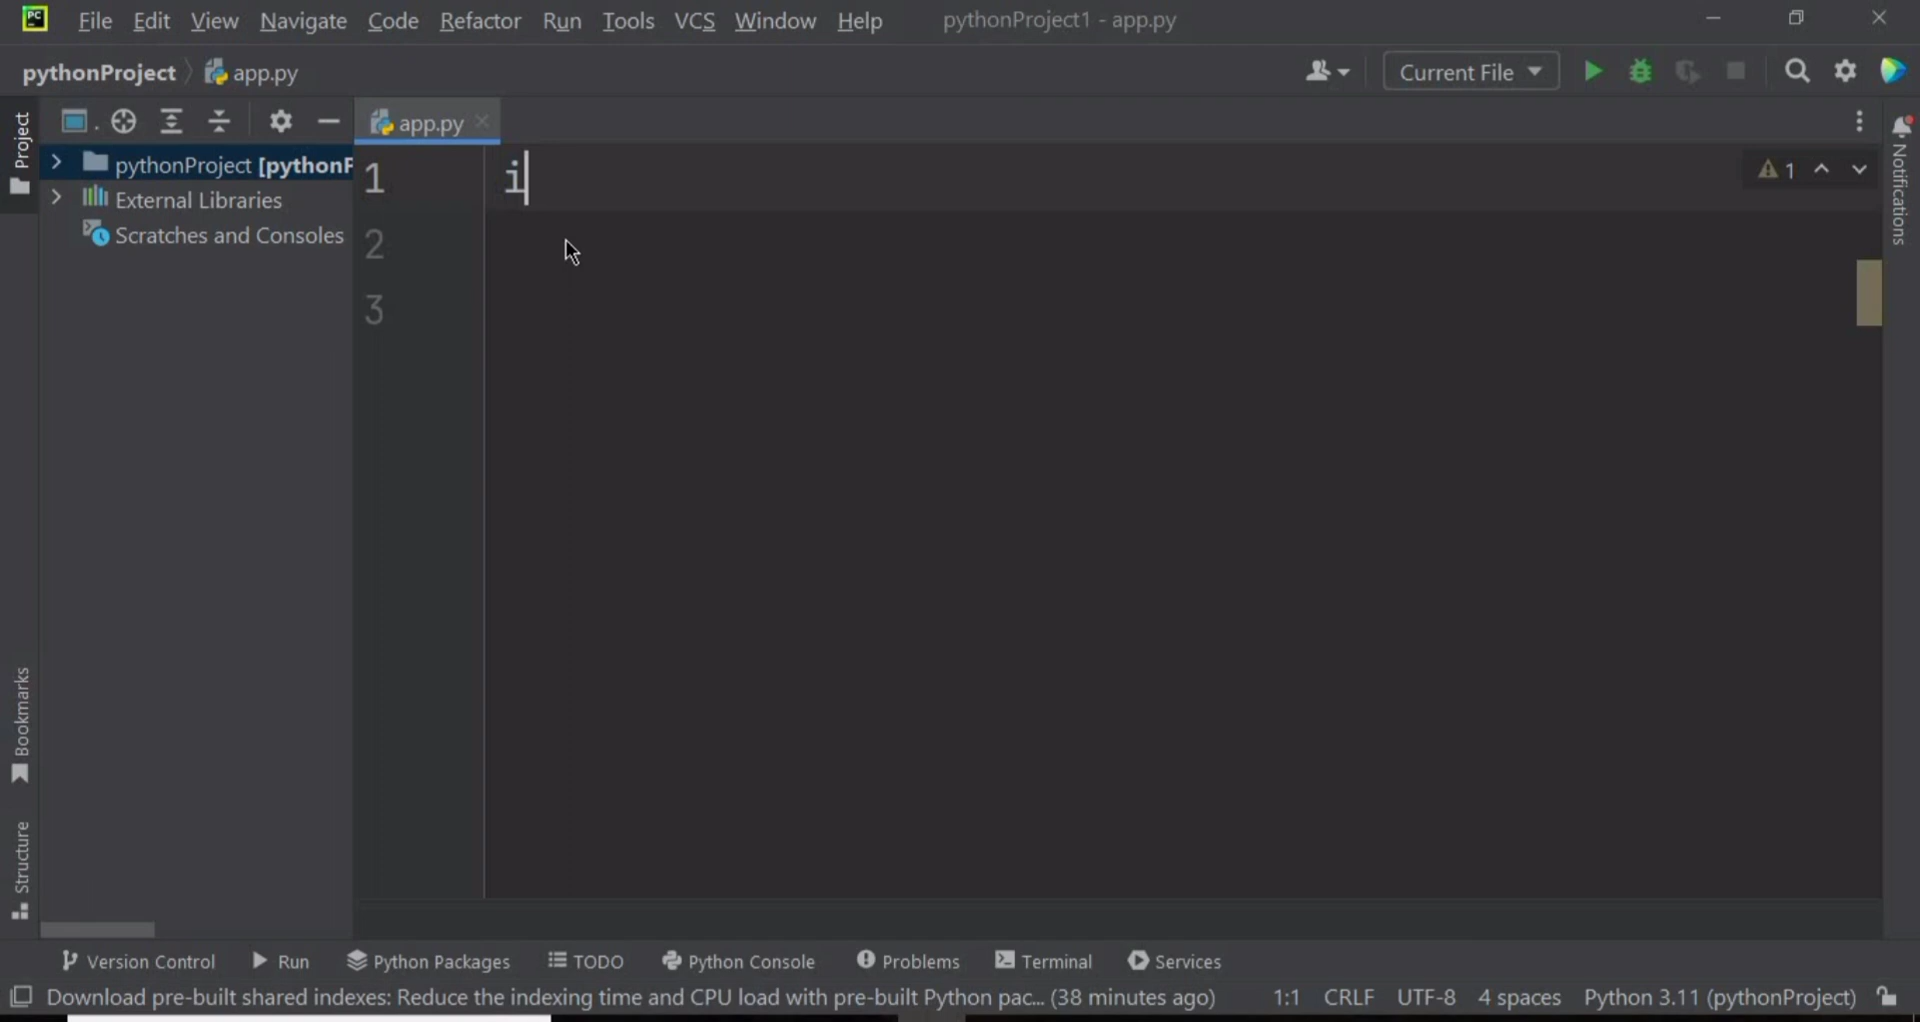 PC File Edit View Navigate Code Refactor Run Tools VCS Window Help pythonProject1 - app.py
pythonProject app.py Current File
Project
app.py
Notifications
pythonProject [pythonP
External Libraries
Scratches and Consoles
1 i
2
3
1
Bookmarks
Structure
Version Control Run Python Packages TODO Python Console Problems Terminal Services
Download pre-built shared indexes: Reduce the indexing time and CPU load with pre-built Python pac... (38 minutes ago) 1:1 CRLF UTF-8 4 spaces Python 3.11 (pythonProject)